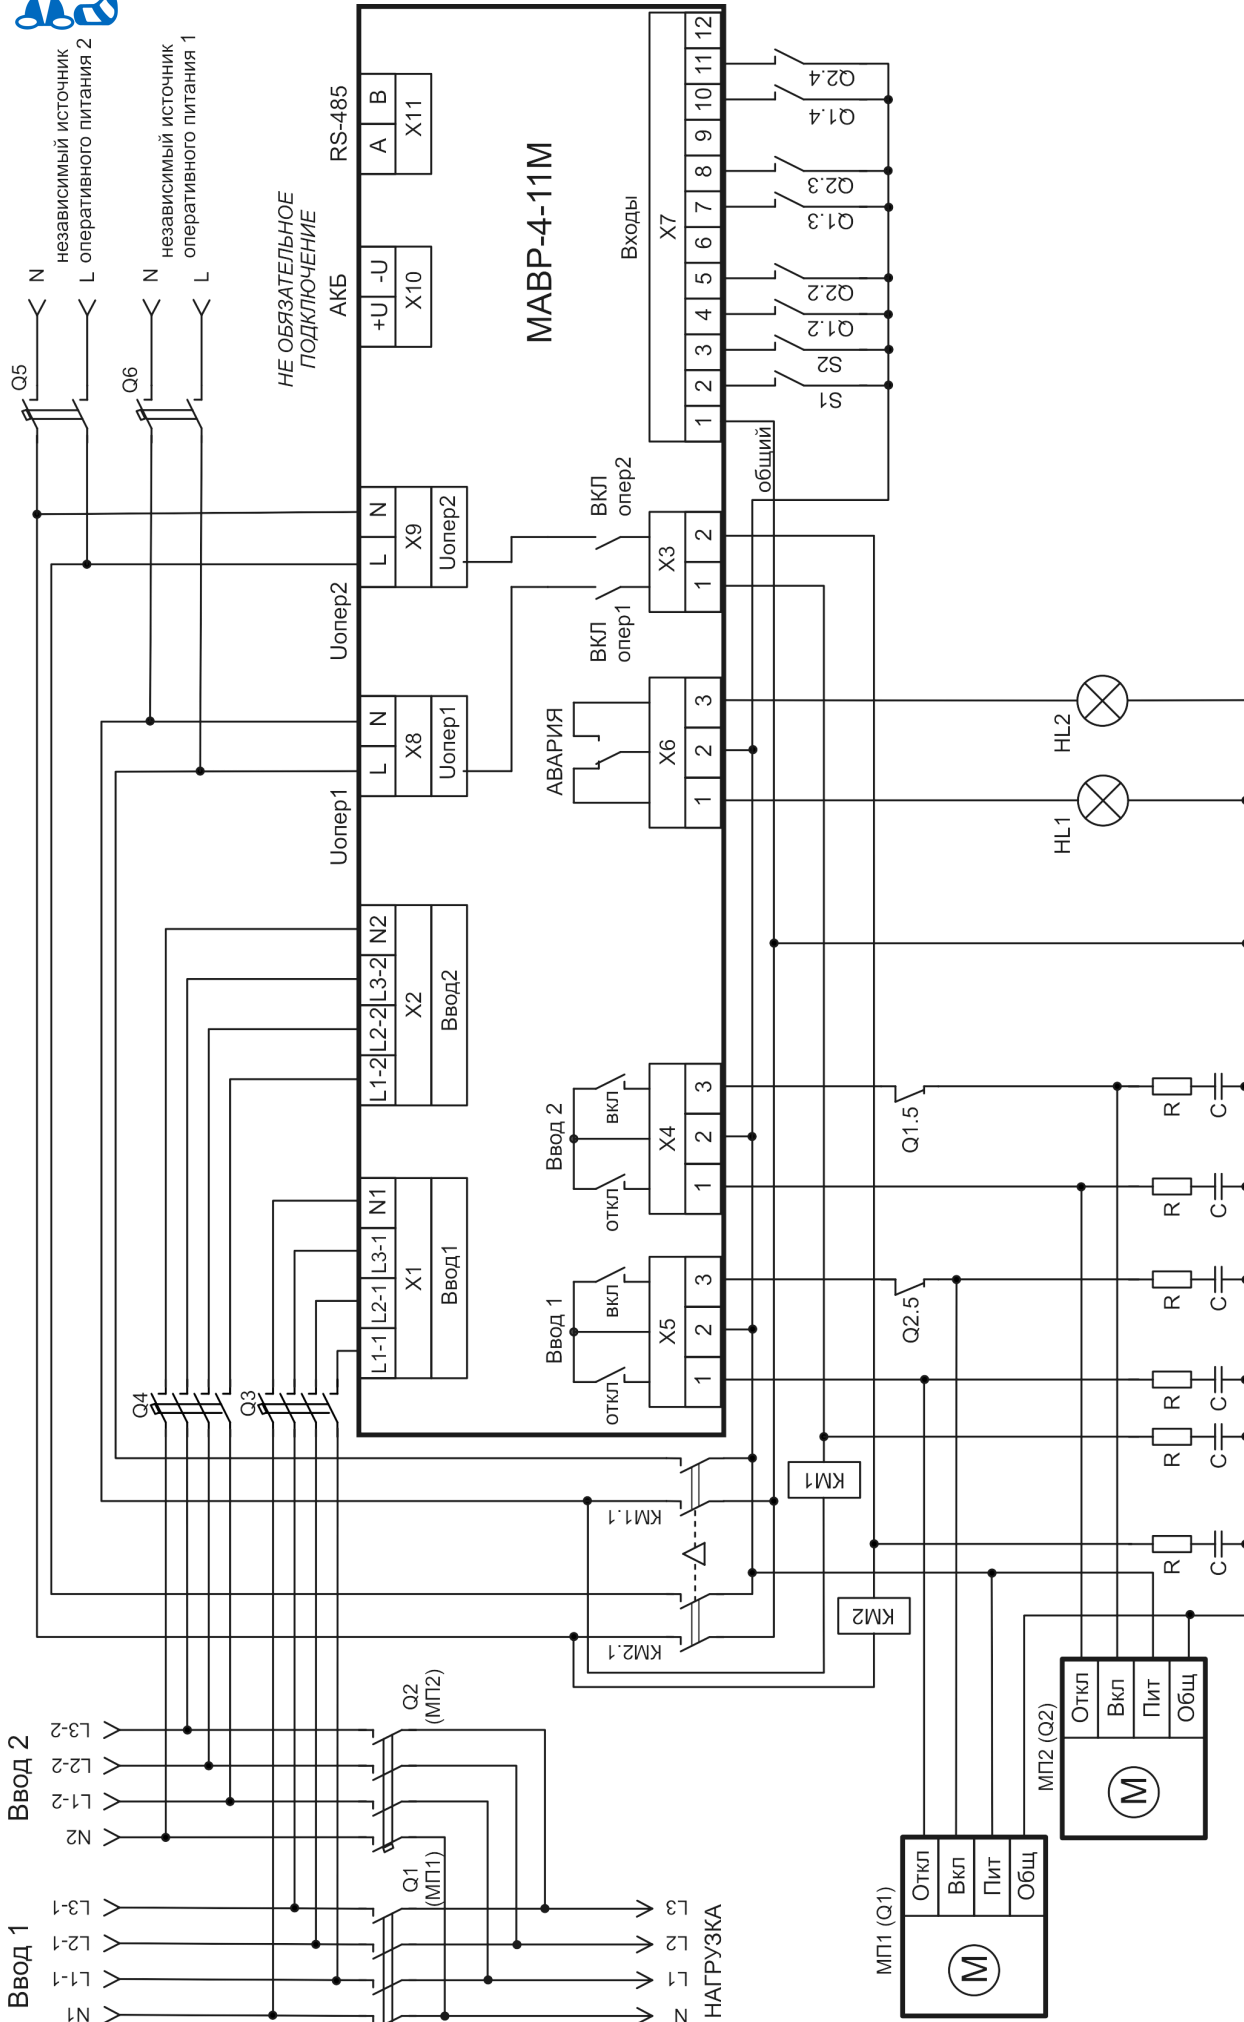 Ввод 1
N1
L1-1
L2-1
L3-1
Ввод 2
N2
L1-2
L2-2
L3-2
Q1
(МП1)
Q2
(МП2)
N
L1
L2
L3
НАГРУЗКА
Q3
Q4
Q5
Q6
N
L
независимый источник
оперативного питания 2
N
L
независимый источник
оперативного питания 1
L1-1
L2-1
L3-1
N1
X1
Ввод1
L1-2
L2-2
L3-2
N2
X2
Ввод2
Uопер1
L
N
X8
Uопер1
Uопер2
L
N
X9
Uопер2
НЕ ОБЯЗАТЕЛЬНОЕ
ПОДКЛЮЧЕНИЕ
АКБ
+U
-U
X10
RS-485
A
B
X11
МАВР-4-11М
Ввод 1
откл
вкл
X5
1
2
3
Ввод 2
откл
вкл
X4
1
2
3
АВАРИЯ
X6
1
2
3
ВКЛ
опер1
ВКЛ
опер2
X3
1
2
Входы
X7
1
2
3
4
5
6
7
8
9
10
11
12
общий
S1
S2
Q1.2
Q2.2
Q1.3
Q2.3
Q1.4
Q2.4
КМ1.1
КМ2.1
КМ1
КМ2
Q2.5
Q1.5
HL1
HL2
R
C
R
C
R
C
R
C
R
C
R
C
МП1 (Q1)
Откл
Вкл
Пит
Общ
М
МП2 (Q2)
Откл
Вкл
Пит
Общ
М